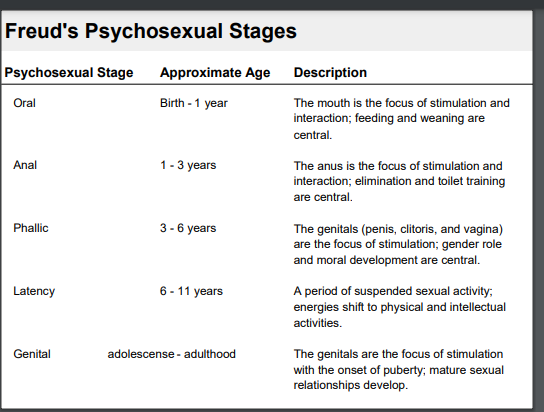 Freud's Psychosexual Stages
Psychosexual Stage Approximate Age Description
Oral Birth - 1 year The mouth is the focus of stimulation and
interaction; feeding and weaning are
central.
Anal 1 - 3 years The anus is the focus of stimulation and
interaction; elimination and toilet training
are central.
Phallic 3 - 6 years The genitals (penis, clitoris, and vagina)
are the focus of stimulation; gender role
and moral development are central.
Latency 6 - 11 years A period of suspended sexual activity;
energies shift to physical and intellectual
activities.
Genital adolescense - adulthood The genitals are the focus of stimulation
with the onset of puberty; mature sexual
relationships develop.